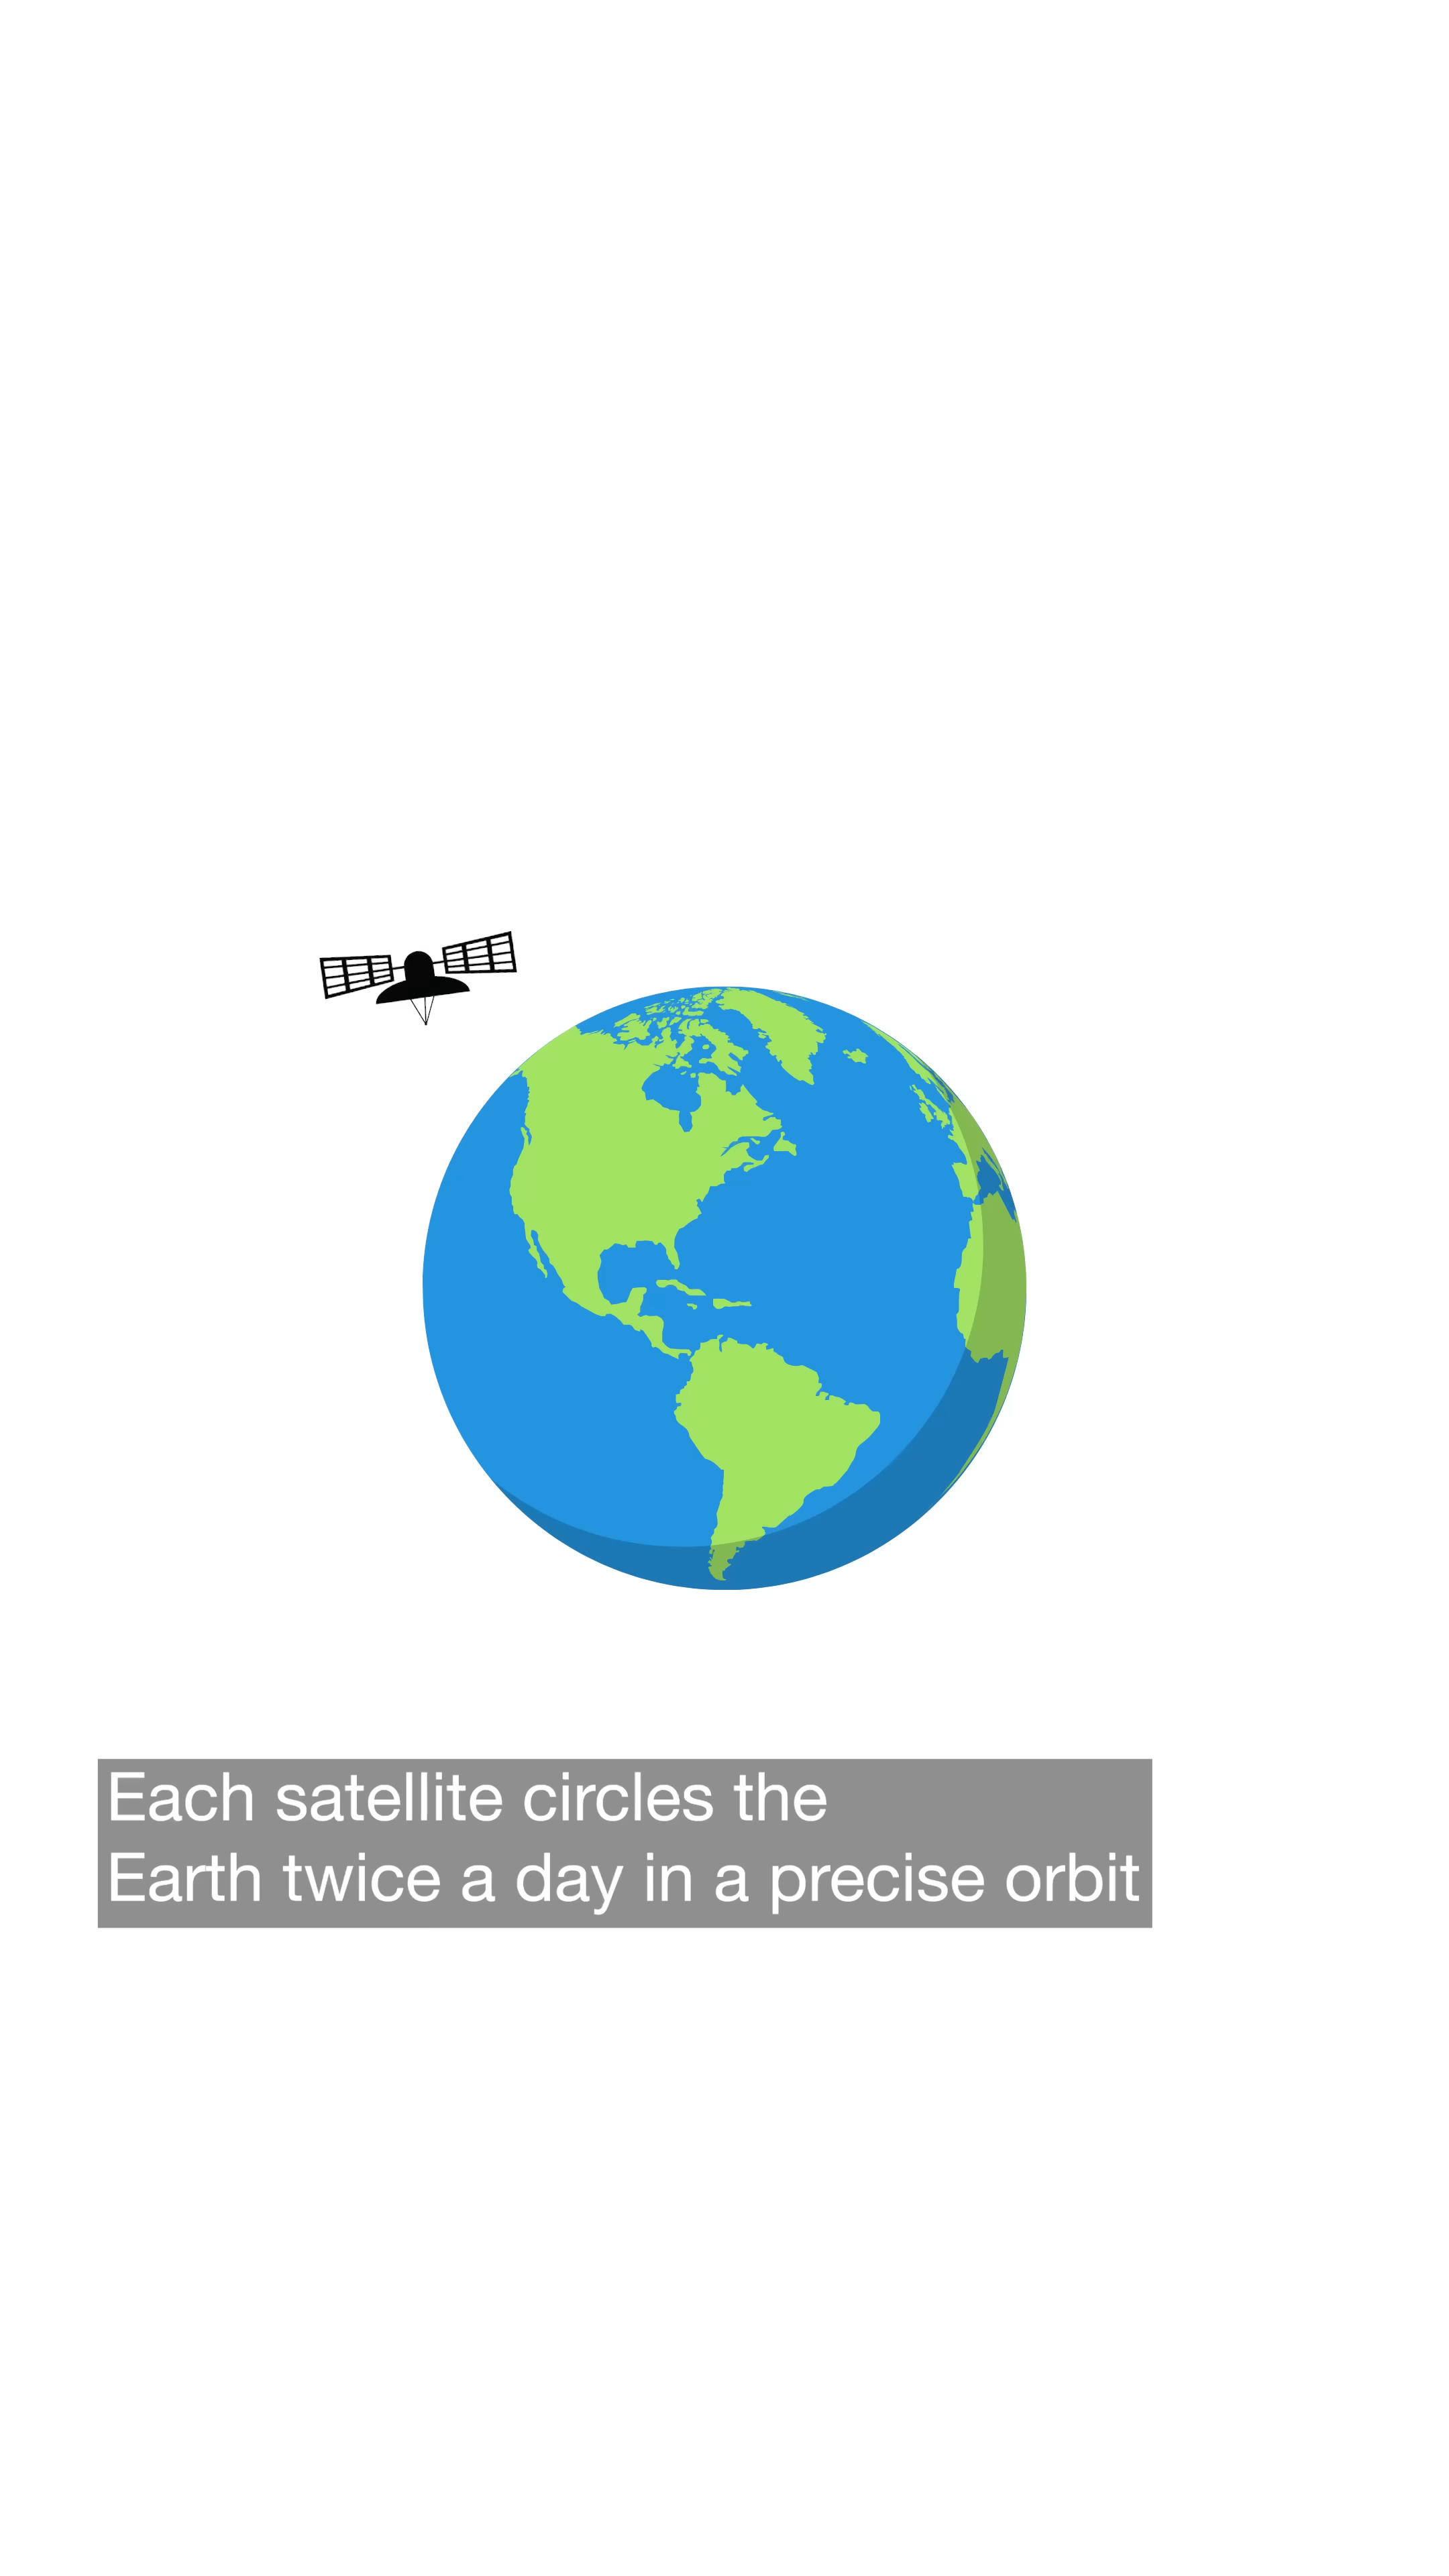 Each satellite circles the
Earth twice a day in a precise orbit